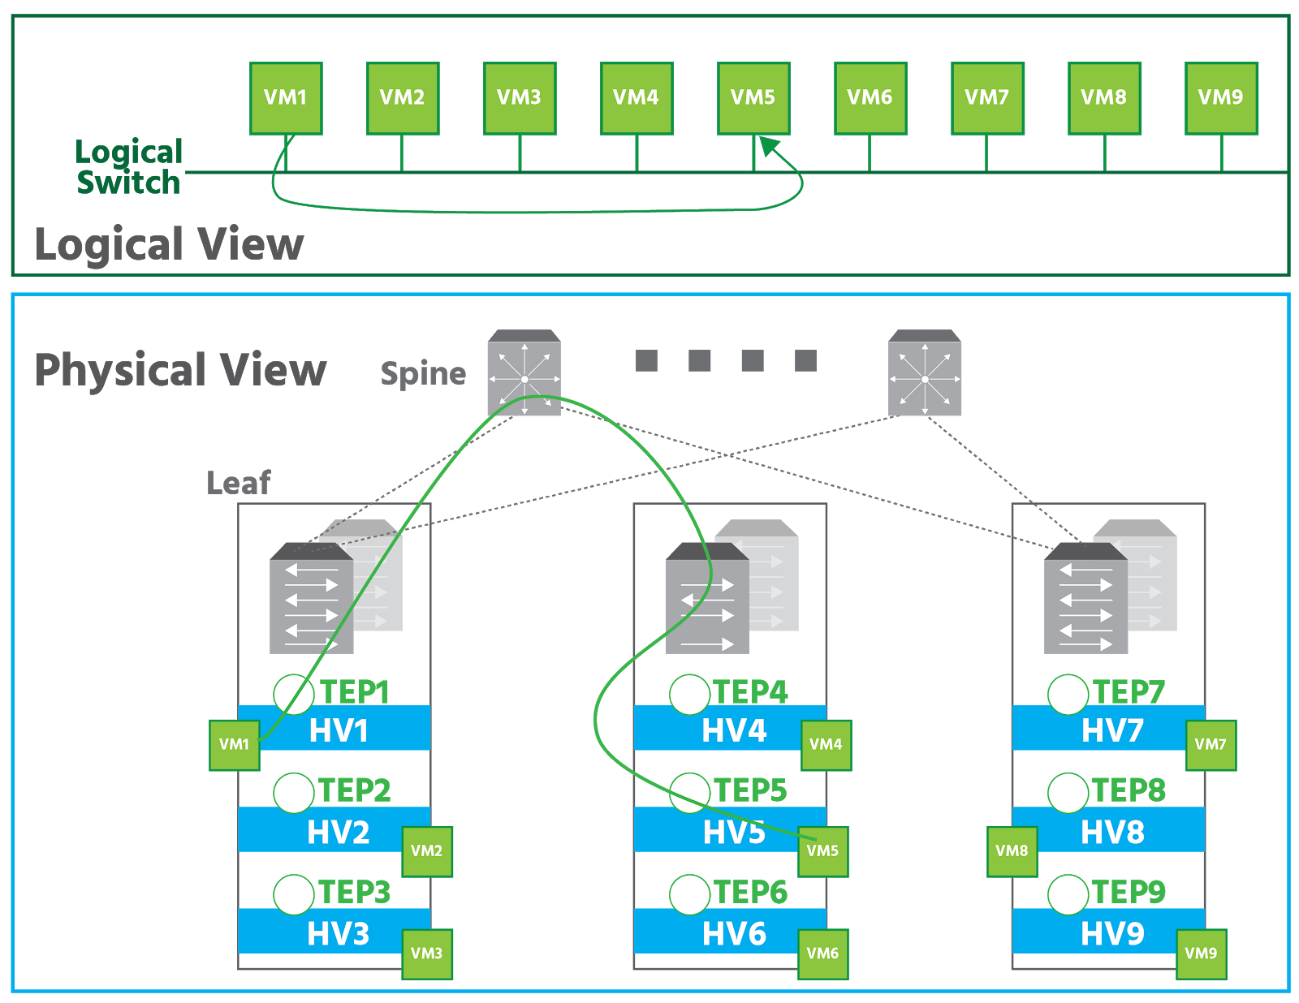 VM1 VM2 VM3 VM4 VM5 VM6 VM7 VM8 VM9
Logical
Switch
Logical View
Physical View
Spine
Leaf
TEP1 TEP4 TEP7
HV1 HV4 HV7
VM1 VM4 VM7
TEP2 TEP5 TEP8
HV2 HV5 HV8
VM2 VM5 VM8
TEP3 TEP6 TEP9
HV3 HV6 HV9
VM3 VM6 VM9